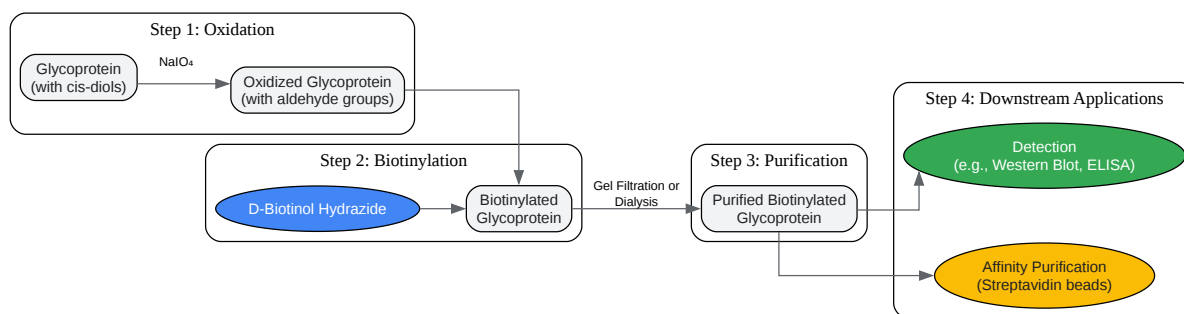 Step 1: Oxidation
Glycoprotein
(with cis-diols)
NaIO₄
Oxidized Glycoprotein
(with aldehyde groups)
Step 2: Biotinylation
D-Biotinol Hydrazide
Biotinylated
Glycoprotein
Gel Filtration or
Dialysis
Step 3: Purification
Purified Biotinylated
Glycoprotein
Step 4: Downstream Applications
Detection
(e.g., Western Blot, ELISA)
Affinity Purification
(Streptavidin beads)